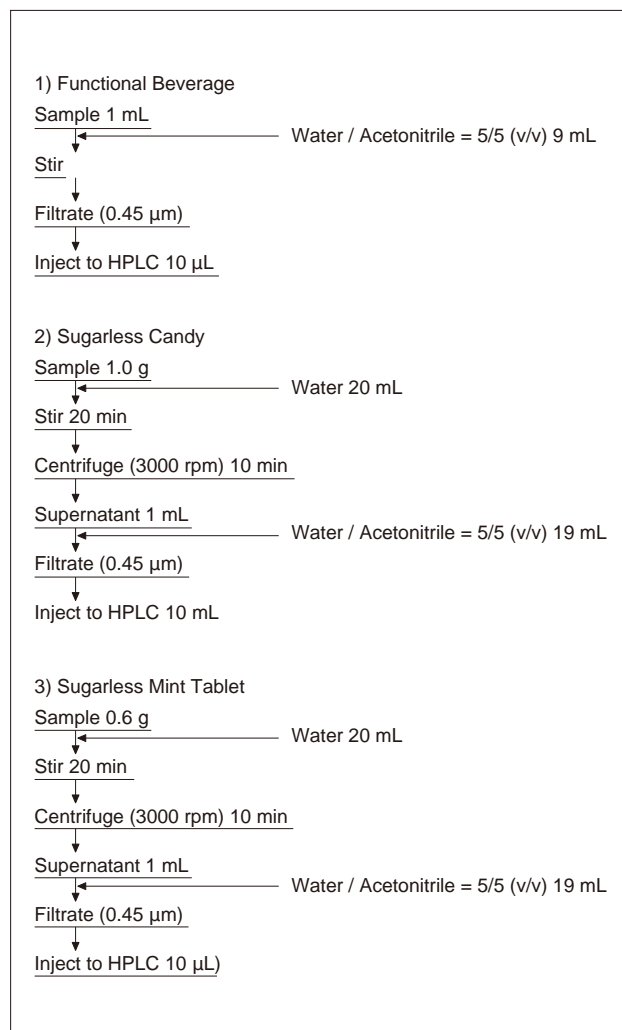 1) Functional Beverage
Sample 1 mL
Water / Acetonitrile = 5/5 (v/v) 9 mL
Stir
Filtrate (0.45 µm)
Inject to HPLC 10 µL
2) Sugarless Candy
Sample 1.0 g
Water 20 mL
Stir 20 min
Centrifuge (3000 rpm) 10 min
Supernatant 1 mL
Water / Acetonitrile = 5/5 (v/v) 19 mL
Filtrate (0.45 µm)
Inject to HPLC 10 mL
3) Sugarless Mint Tablet
Sample 0.6 g
Water 20 mL
Stir 20 min
Centrifuge (3000 rpm) 10 min
Supernatant 1 mL
Water / Acetonitrile = 5/5 (v/v) 19 mL
Filtrate (0.45 µm)
Inject to HPLC 10 µL)